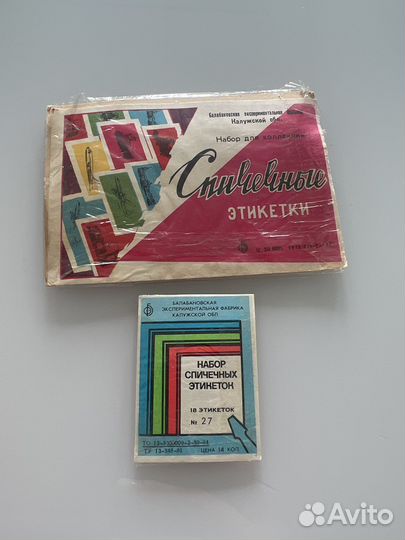 Балабановская экспериментальная
Калужской обл.
Набор для коллекции
Спичечные
ЭТИКЕТКИ
БАЛАБАНОВСКАЯ
ЭКСПЕРИМЕНТАЛЬНАЯ ФАБРИКА
КАЛУЖСКОЙ ОБЛ
НАБОР
СПИЧЕЧНЫХ
ЭТИКЕТОК
18 ЭТИКЕТОК
№ 27
ЦЕНА 14 КОП.
Avito